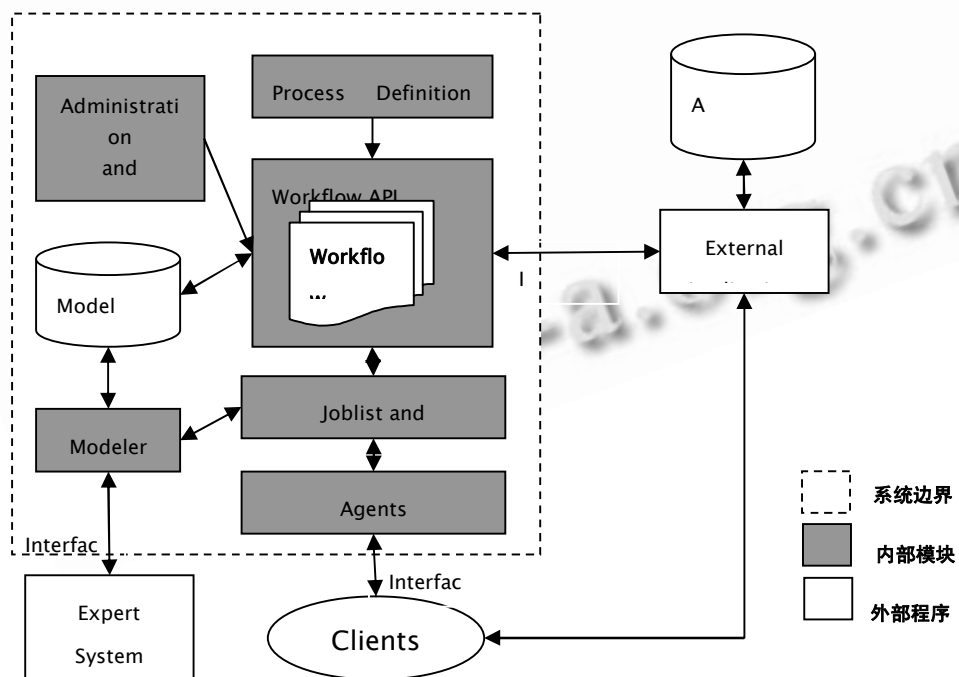 Administrati
on
and
Process Definition
A
Workflow API
Workflo
w
External
I
Model
Joblist and
Modeler
Agents
系统边界
内部模块
外部程序
Interfac
Interfac
Expert
System
Clients